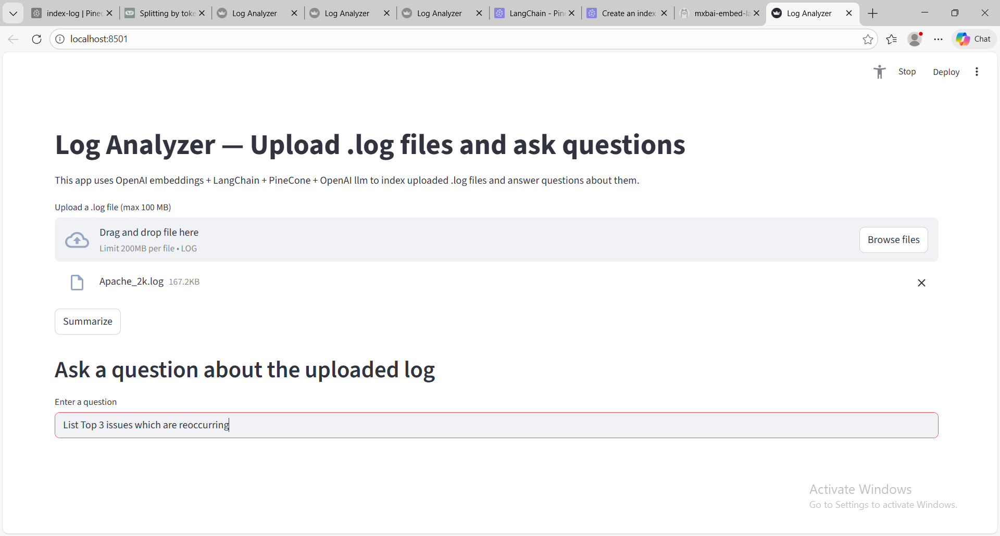 index-log | Pinec
Splitting by toke
Log Analyzer
Log Analyzer
Log Analyzer
LangChain - Pin
Create an index
mxbai-embed-la
Log Analyzer
localhost:8501
Chat
Stop
Deploy
Log Analyzer — Upload .log files and ask questions
This app uses OpenAI embeddings + LangChain + PineCone + OpenAI llm to index uploaded .log files and answer questions about them.
Upload a .log file (max 100 MB)
Drag and drop file here
Limit 200MB per file • LOG
Browse files
Apache_2k.log 167.2KB
Summarize
Ask a question about the uploaded log
Enter a question
List Top 3 issues which are reoccurring
Activate Windows
Go to Settings to activate Windows.